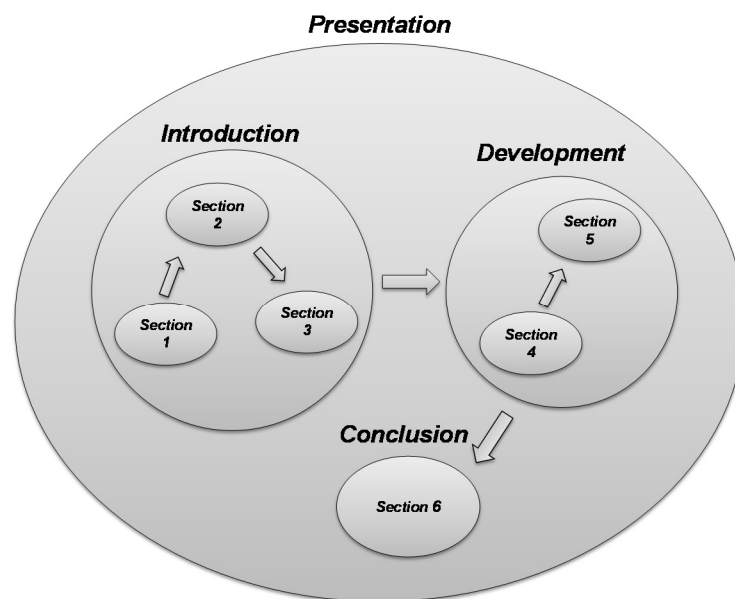 Presentation
Introduction
Section
2
Section
1
Section
3
Development
Section
5
Section
4
Conclusion
Section 6